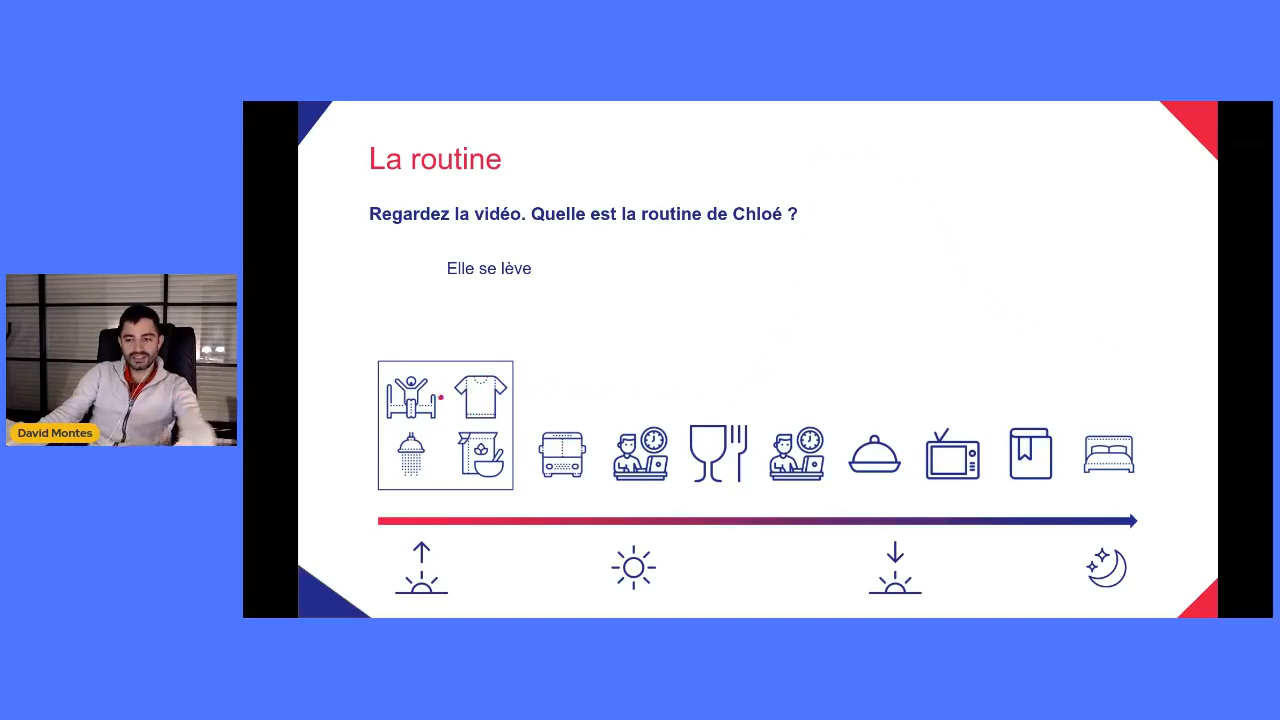 La routine
Regardez la vidéo. Quelle est la routine de Chloé ?
Elle se lève
David Montes